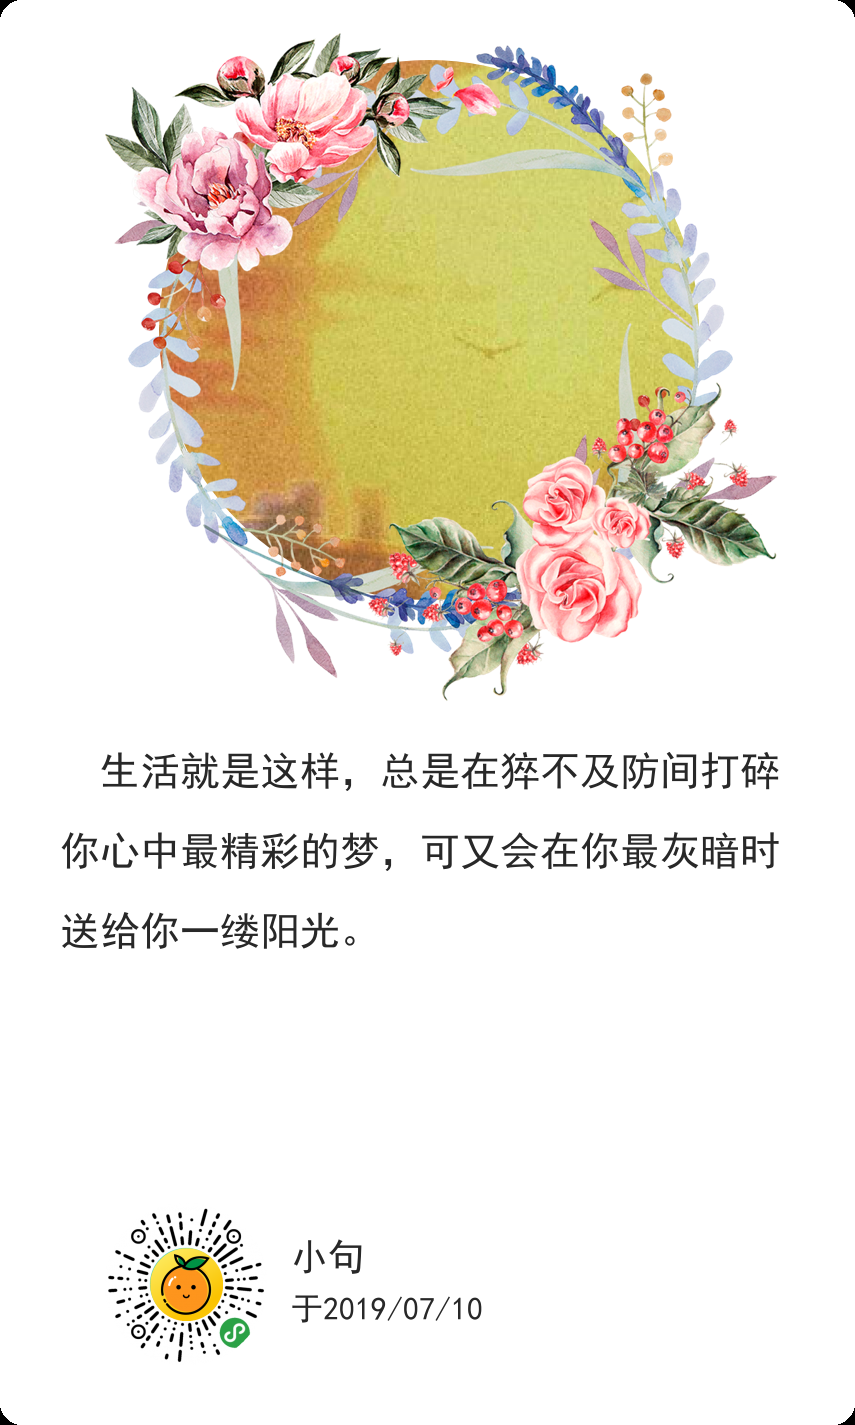 生活就是这样，总是在猝不及防间打碎
你心中最精彩的梦，可又会在你最灰暗时
送给你一缕阳光。
小句
于2019/07/10